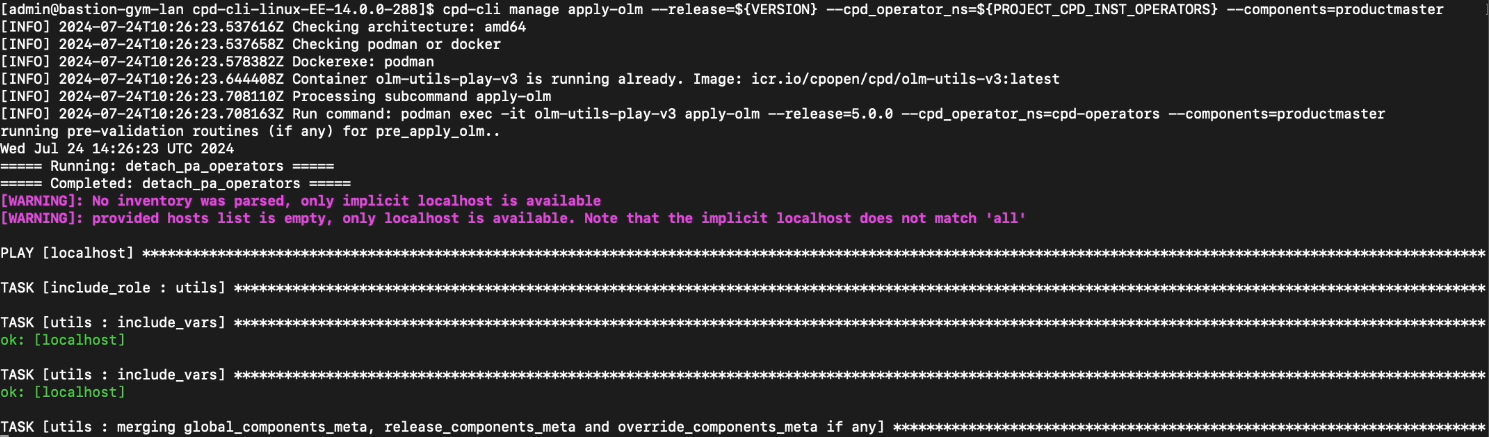 [admin@bastion-gym-lan cpd-cli-linux-EE-14.0.0-288]$ cpd-cli manage apply-olm --release=${VERSION} --cpd_operator_ns=${PROJECT_CPD_INST_OPERATORS} --components=productmaster
[INFO] 2024-07-24T10:26:23.537616Z Checking architecture: amd64
[INFO] 2024-07-24T10:26:23.537658Z Checking podman or docker
[INFO] 2024-07-24T10:26:23.578382Z Dockerexe: podman
[INFO] 2024-07-24T10:26:23.644408Z Container olm-utils-play-v3 is running already. Image: icr.io/cpopen/cpd/olm-utils-v3:latest
[INFO] 2024-07-24T10:26:23.708110Z Processing subcommand apply-olm
[INFO] 2024-07-24T10:26:23.708163Z Run command: podman exec -it olm-utils-play-v3 apply-olm --release=5.0.0 --cpd_operator_ns=cpd-operators --components=productmaster
running pre-validation routines (if any) for pre_apply_olm..
Wed Jul 24 14:26:23 UTC 2024
===== Running: detach_pa_operators =====
===== Completed: detach_pa_operators =====
[WARNING]: No inventory was parsed, only implicit localhost is available
[WARNING]: provided hosts list is empty, only localhost is available. Note that the implicit localhost does not match 'all'
PLAY [localhost] ******************************************************************************************************************************************************************
TASK [include_role : utils] *******************************************************************************************************************************************************
TASK [utils : include_vars] *******************************************************************************************************************************************************
ok: [localhost]
TASK [utils : include_vars] *******************************************************************************************************************************************************
ok: [localhost]
TASK [utils : merging global_components_meta, release_components_meta and override_components_meta if any] ************************************************************************